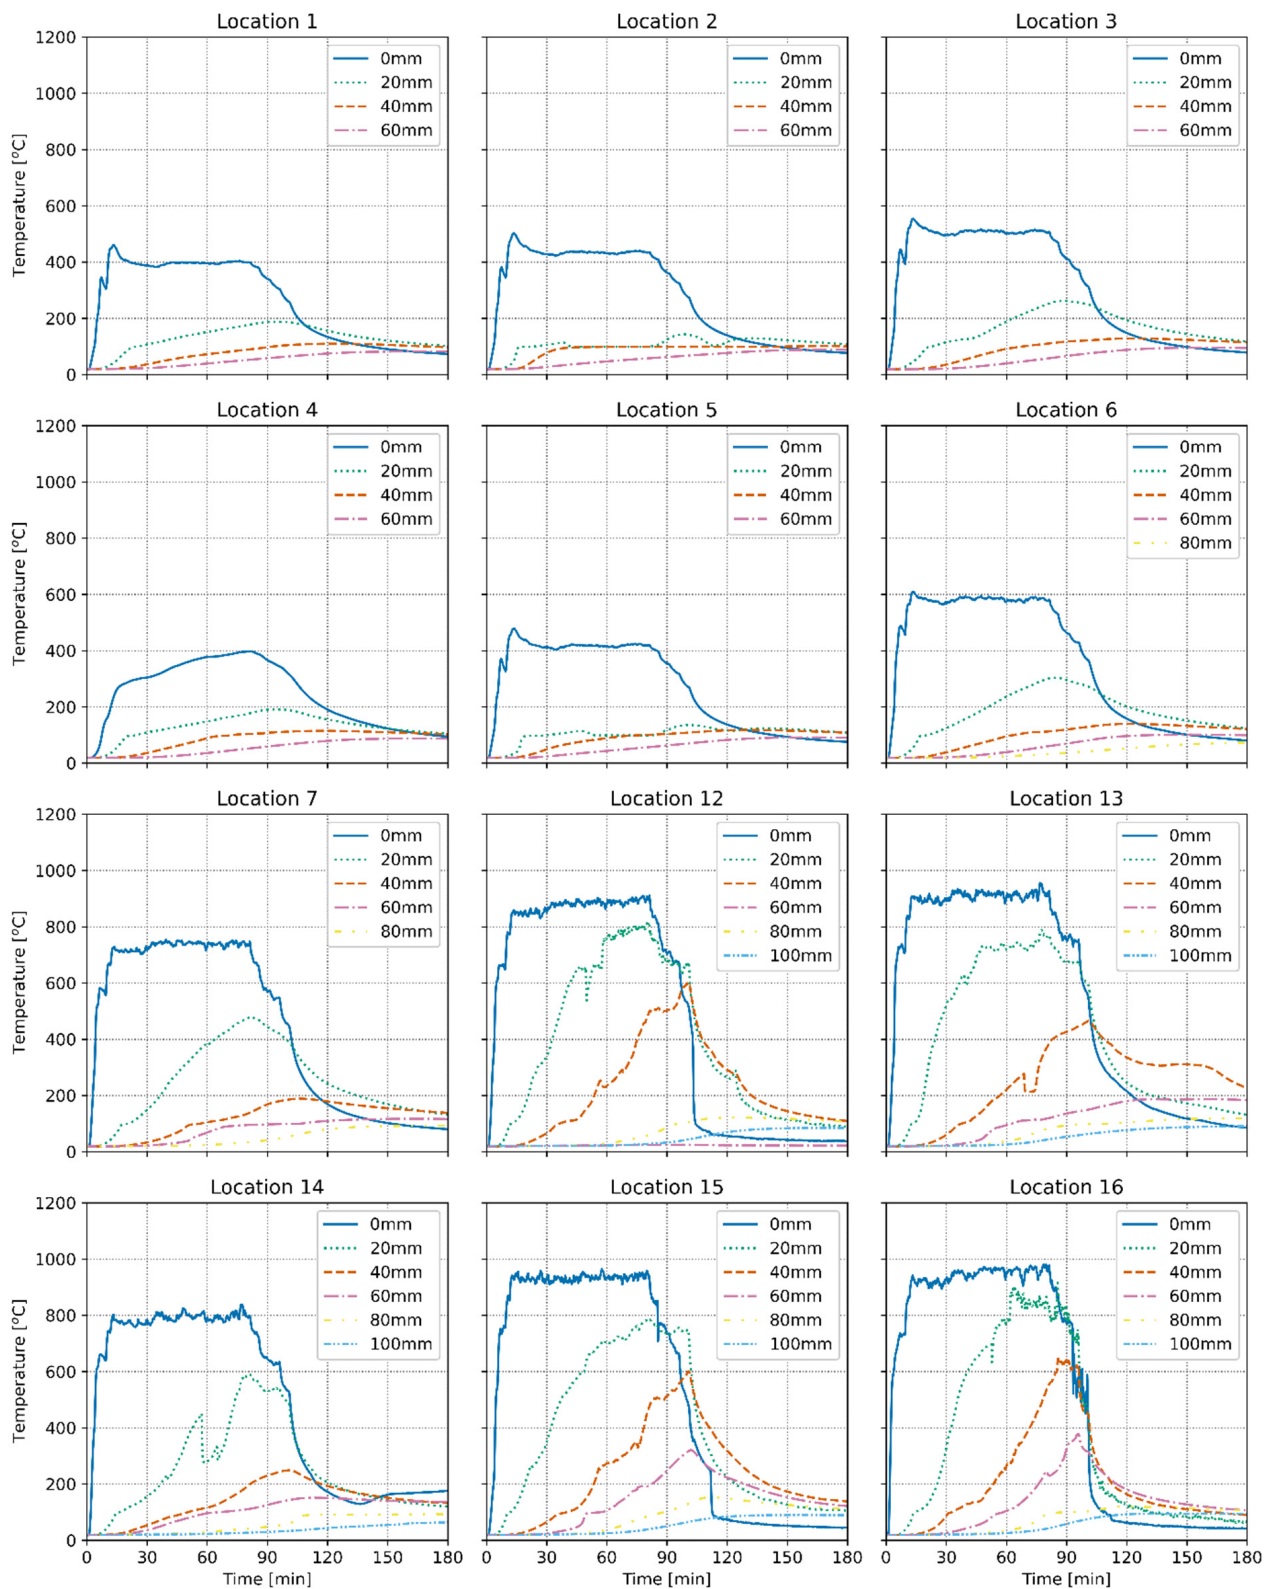 Location 1
Location 2
Location 3
1200
1000
800
600
400
200
0
Temperature [°C]
0mm
20mm
40mm
60mm
0mm
20mm
40mm
60mm
0mm
20mm
40mm
60mm
Location 4
Location 5
Location 6
1200
1000
800
600
400
200
0
Temperature [°C]
0mm
20mm
40mm
60mm
0mm
20mm
40mm
60mm
0mm
20mm
40mm
60mm
80mm
Location 7
Location 12
Location 13
1200
1000
800
600
400
200
0
Temperature [°C]
0mm
20mm
40mm
60mm
80mm
0mm
20mm
40mm
60mm
80mm
100mm
0mm
20mm
40mm
60mm
80mm
100mm
Location 14
Location 15
Location 16
1200
1000
800
600
400
200
0
Temperature [°C]
0mm
20mm
40mm
60mm
80mm
100mm
0mm
20mm
40mm
60mm
80mm
100mm
0mm
20mm
40mm
60mm
80mm
100mm
0 30 60 90 120 150 180
0 30 60 90 120 150 180
0 30 60 90 120 150 180
Time [min]
Time [min]
Time [min]